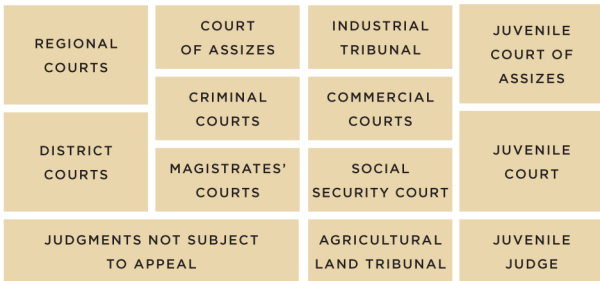 REGIONAL
COURTS
DISTRICT
COURTS
COURT
OF ASSIZES
CRIMINAL
COURTS
MAGISTRATES'
COURTS
JUDGMENTS NOT SUBJECT
TO APPEAL
INDUSTRIAL
TRIBUNAL
COMMERCIAL
COURTS
SOCIAL
SECURITY COURT
AGRICULTURAL
LAND TRIBUNAL
JUVENILE
COURT OF
ASSIZES
JUVENILE
COURT
JUVENILE
JUDGE